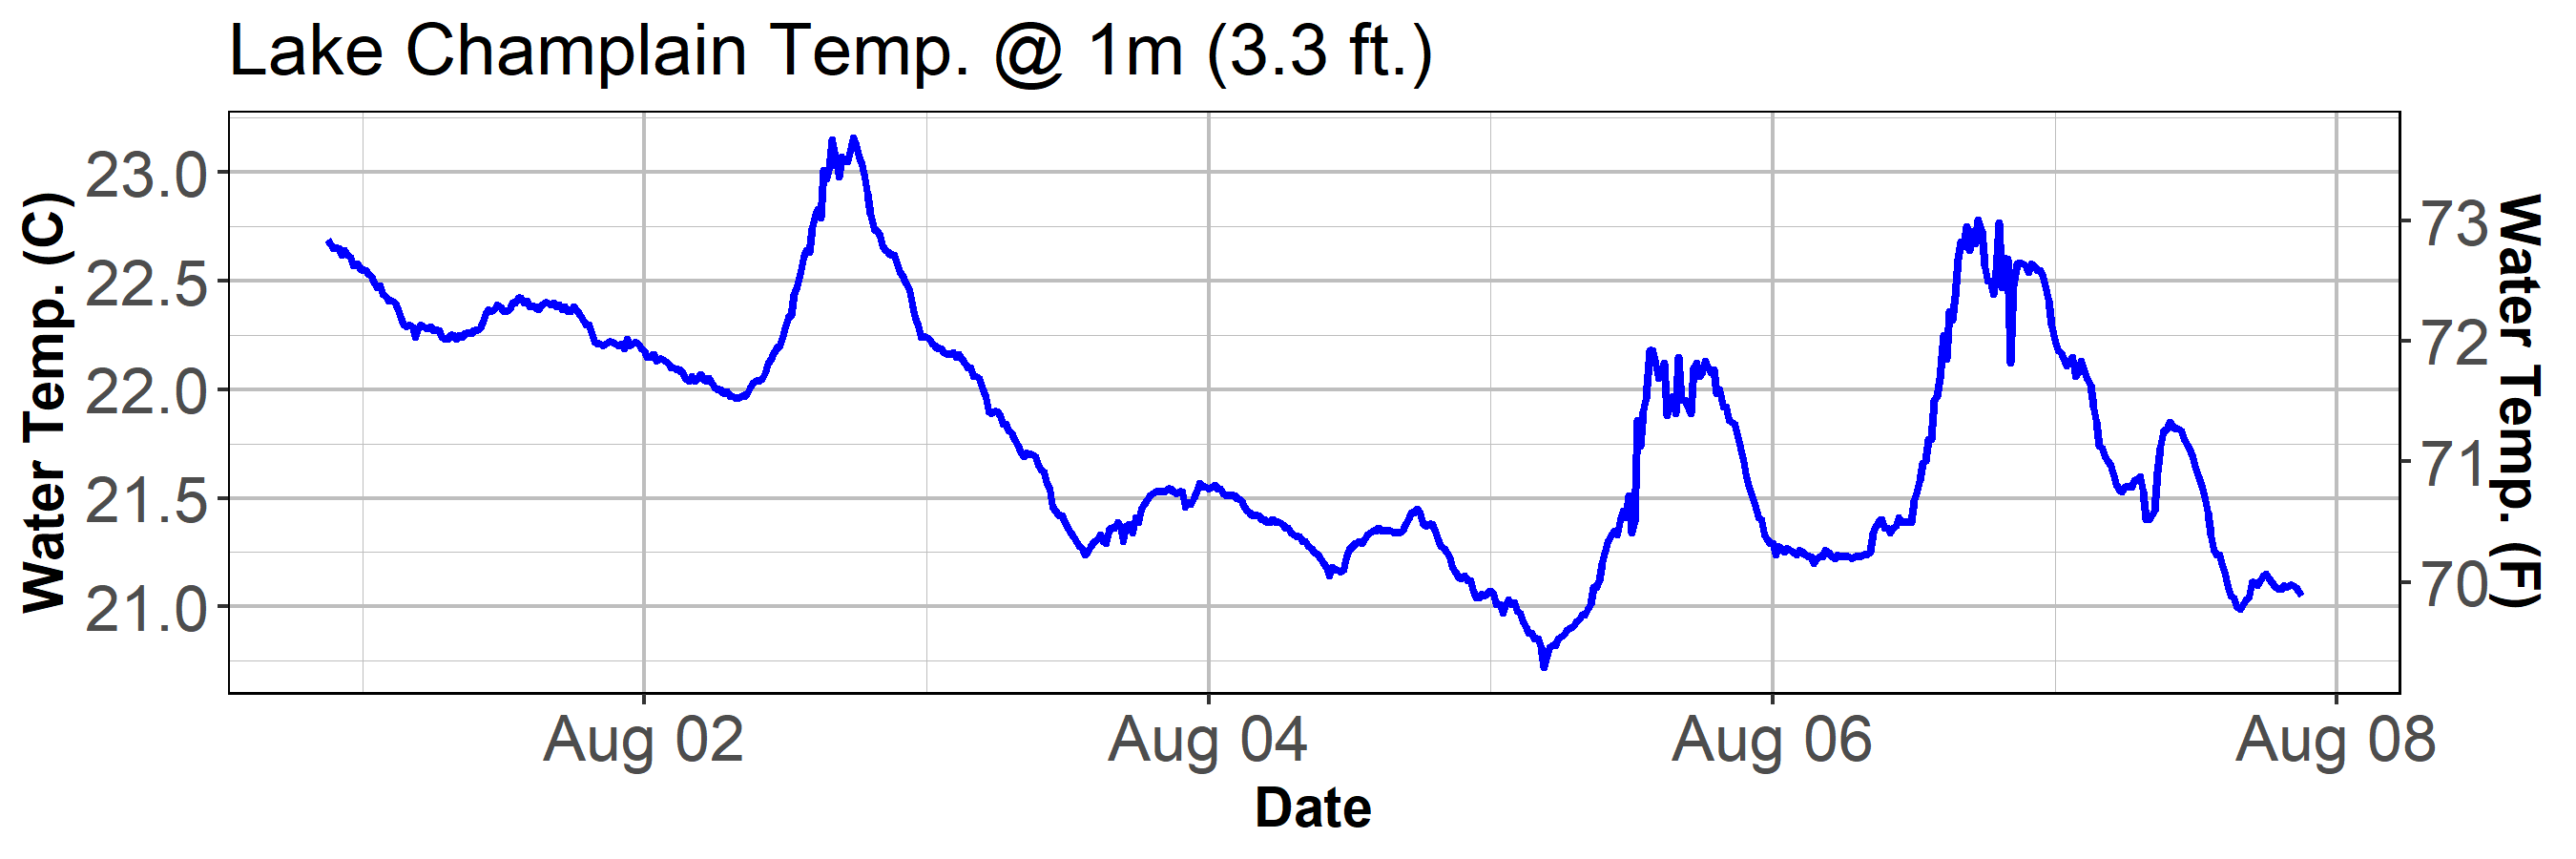 Lake Champlain Temp. @ 1m (3.3 ft.)
Water Temp. (C)
23.0
22.5
22.0
21.5
21.0
73
72
71
70
Water Temp. (F)
Aug 02 Aug 04 Aug 06 Aug 08
Date